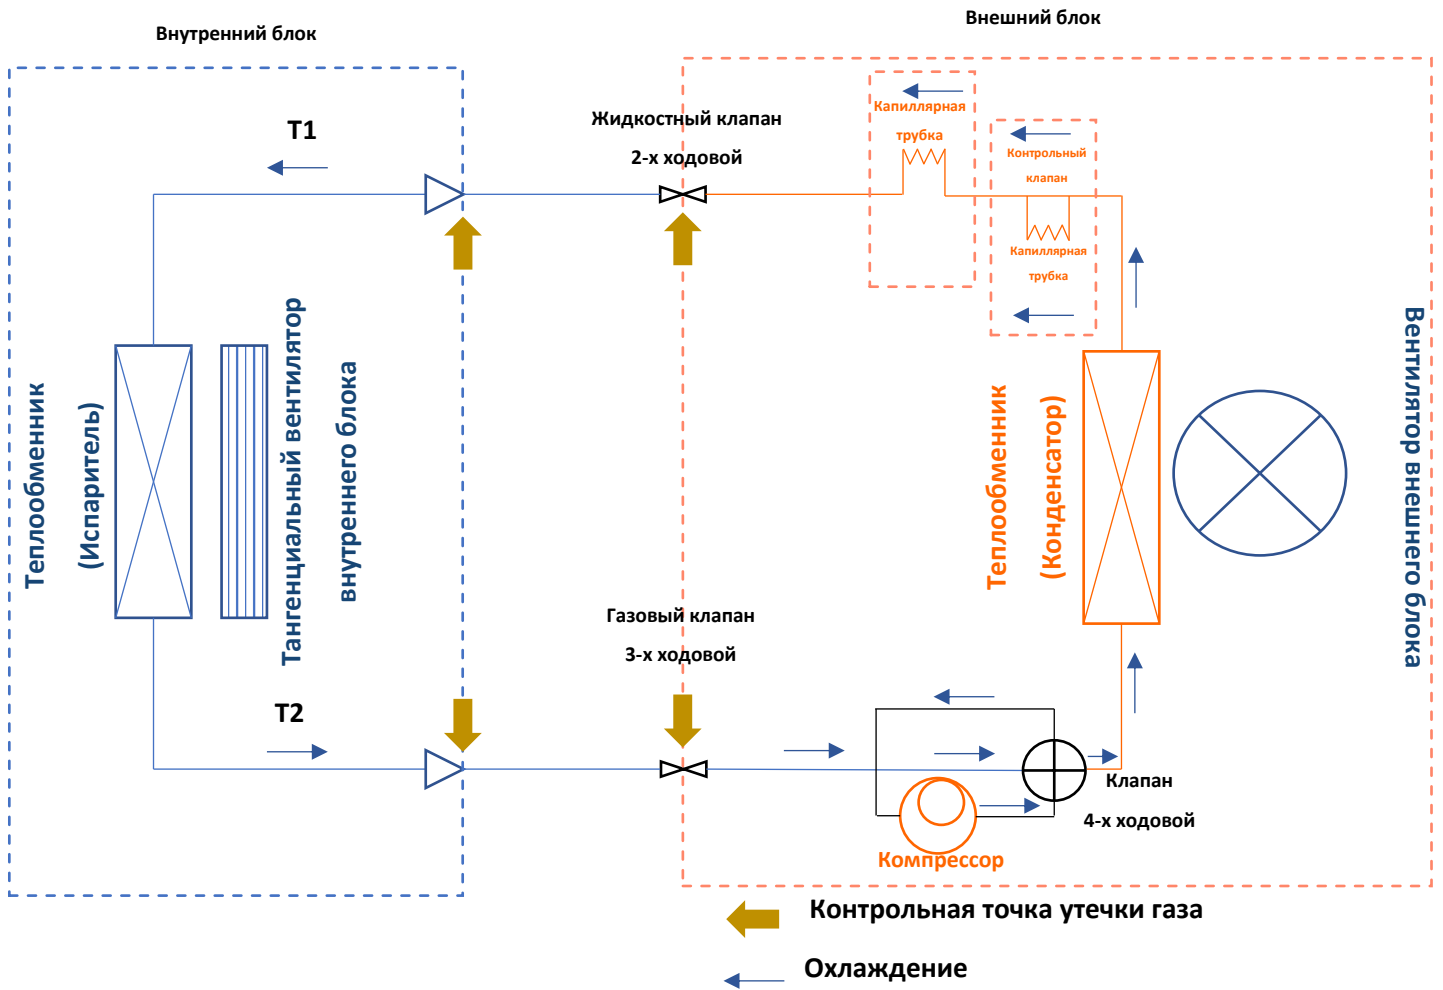 Внутренний блок
Внешний блок
T1
Жидкостный клапан
2-х ходовой
Капиллярная
трубка
Контрольный
клапан
Капиллярная
трубка
Теплообменник
(Испаритель)
Тангенциальный вентилятор
внутреннего блока
Теплообменник
(Конденсатор)
Вентилятор внешнего блока
Газовый клапан
3-х ходовой
T2
Клапан
4-х ходовой
Компрессор
Контрольная точка утечки газа
Охлаждение